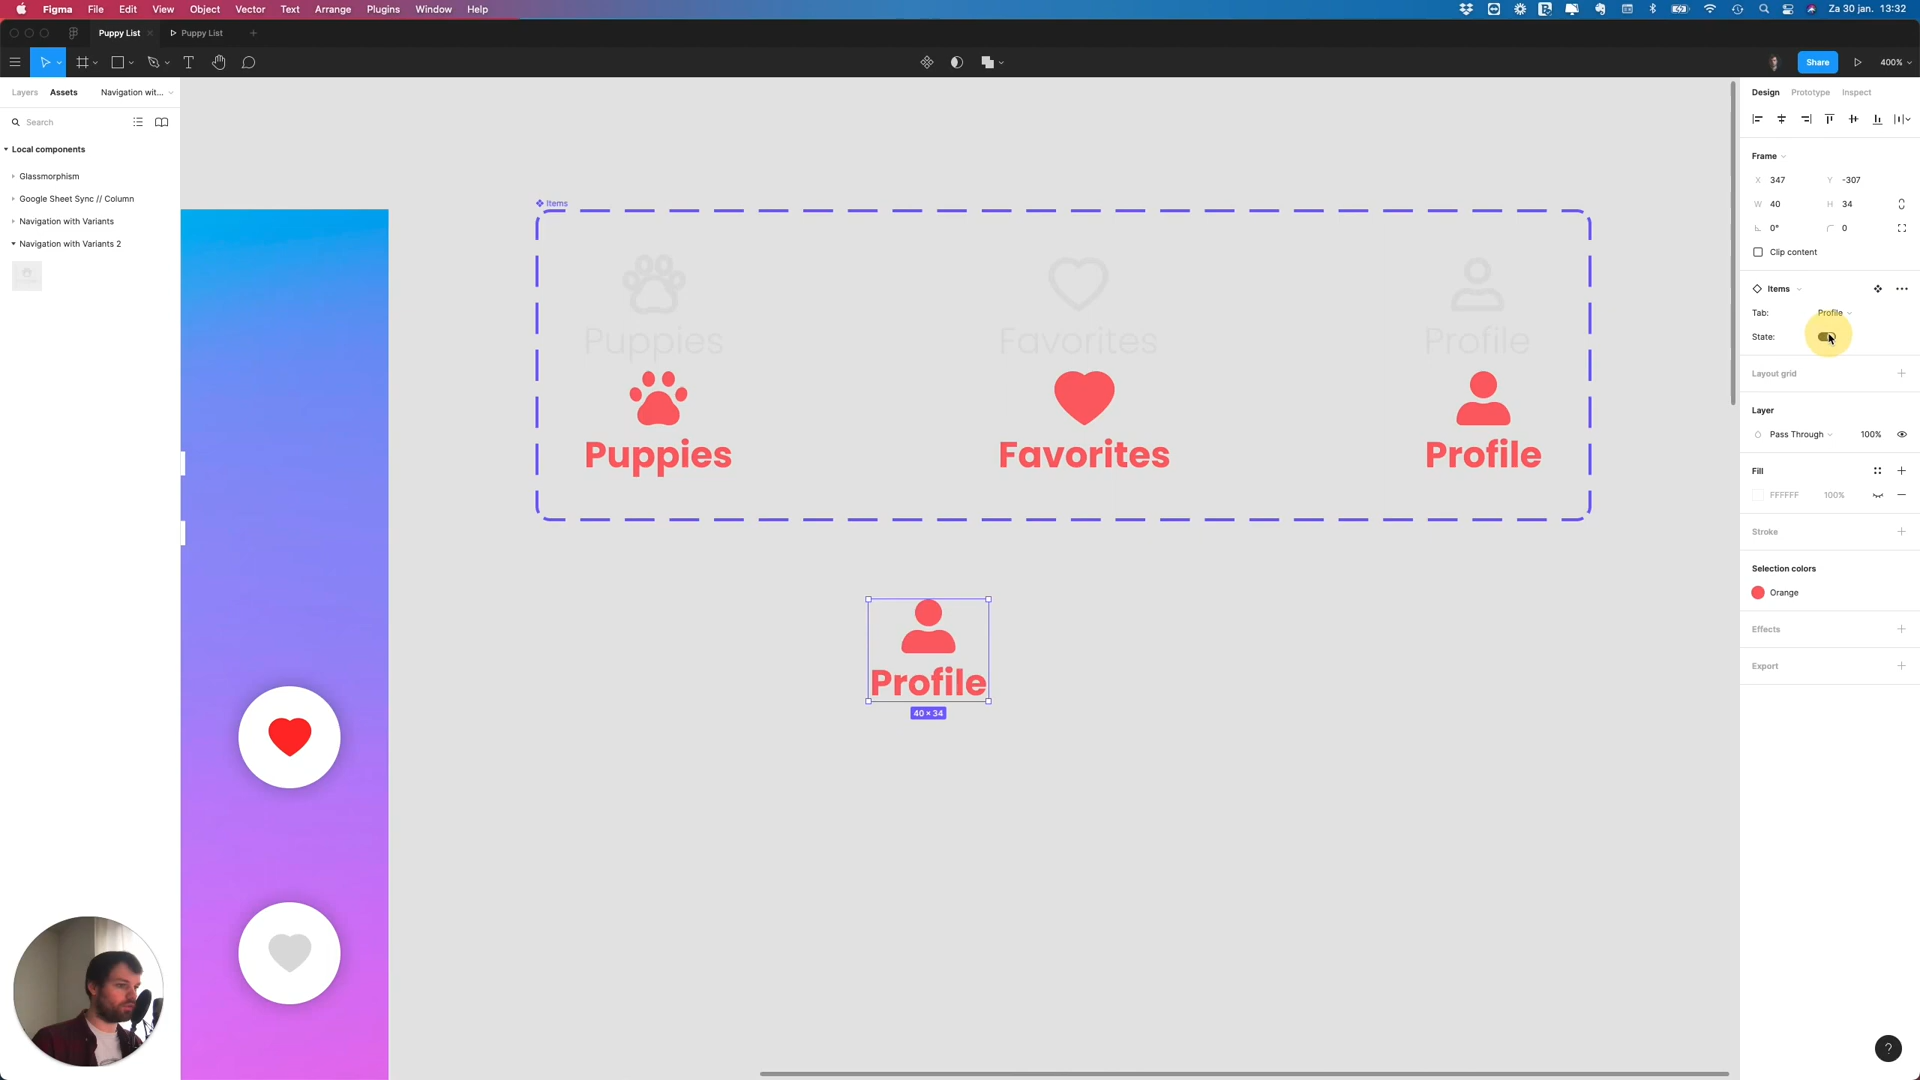 Figma File Edit View Object Vector Text Arrange Plugins Window Help Za 30 jan. 13:32
Puppy List Puppy List
Share 400%
Layers Assets Navigation wit... Design Prototype Inspect
Search
Local components
Glassmorphism
Google Sheet Sync // Column
Navigation with Variants
Navigation with Variants 2
Items
Puppies Favorites Profile
Puppies Favorites Profile
Profile
40 × 34
Frame
X 347 Y -307
W 40 H 34
0° 0
Clip content
Items
Tab: Profile
State:
Layout grid
Layer
Pass Through 100%
Fill
FFFFFF 100%
Stroke
Selection colors
Orange
Effects
Export
?